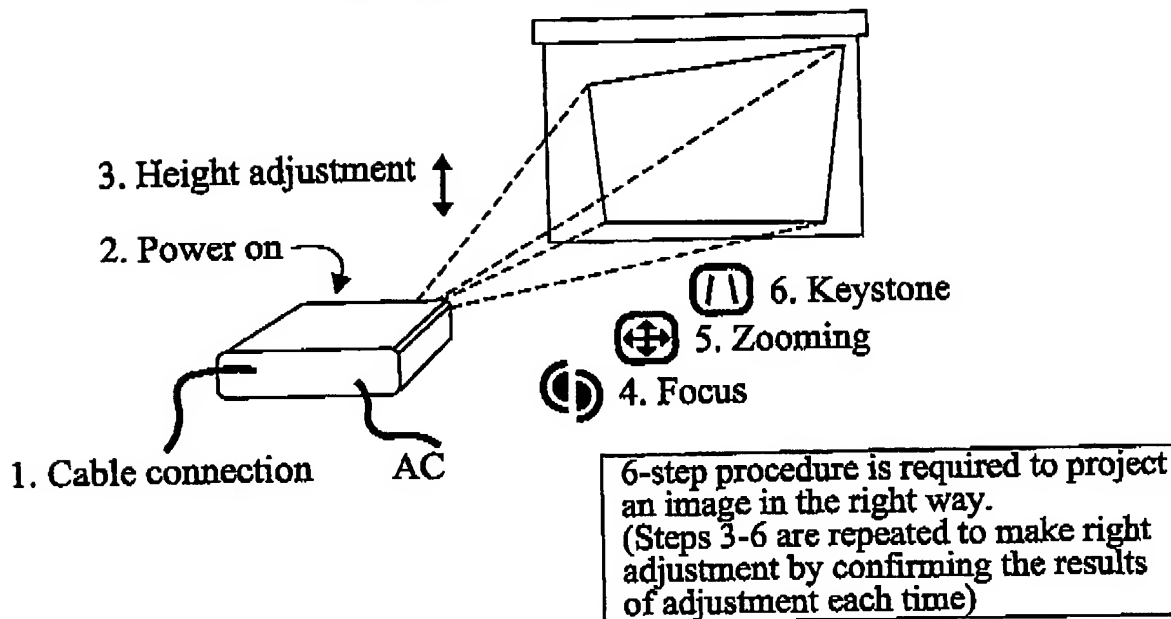 3. Height adjustment
2. Power on
6. Keystone
5. Zooming
4. Focus
1. Cable connection
AC
6-step procedure is required to project
an image in the right way.
(Steps 3-6 are repeated to make right
adjustment by confirming the results
of adjustment each time)